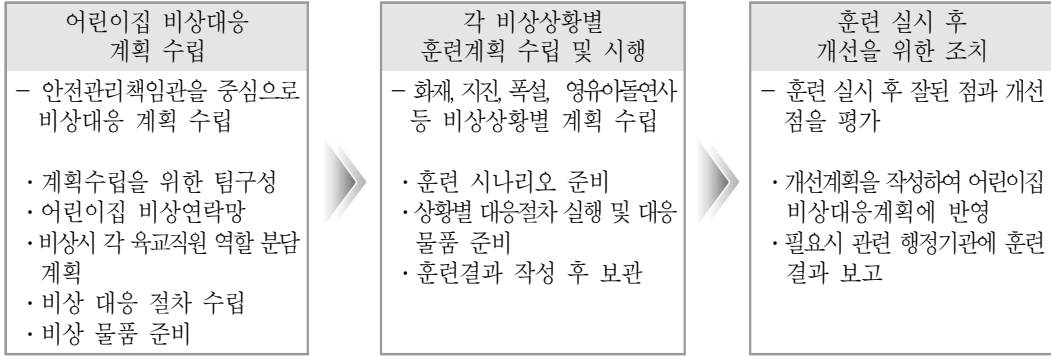 어린이집 비상대응
계획 수립
- 안전관리책임관을 중심으로
비상대응 계획 수립
·계획수립을 위한 팀구성
·어린이집 비상연락망
·비상시 각 육교직원 역할 분담
계획
·비상 대응 절차 수립
·비상 물품 준비
각 비상상황별
훈련계획 수립 및 시행
- 화재, 지진, 폭설, 영유아돌연사
등 비상상황별 계획 수립
·훈련 시나리오 준비
·상황별 대응절차 실행 및 대응
물품 준비
·훈련결과 작성 후 보관
훈련 실시 후
개선을 위한 조치
- 훈련 실시 후 잘된 점과 개선
점을 평가
·개선계획을 작성하여 어린이집
비상대응계획에 반영
·필요시 관련 행정기관에 훈련
결과 보고